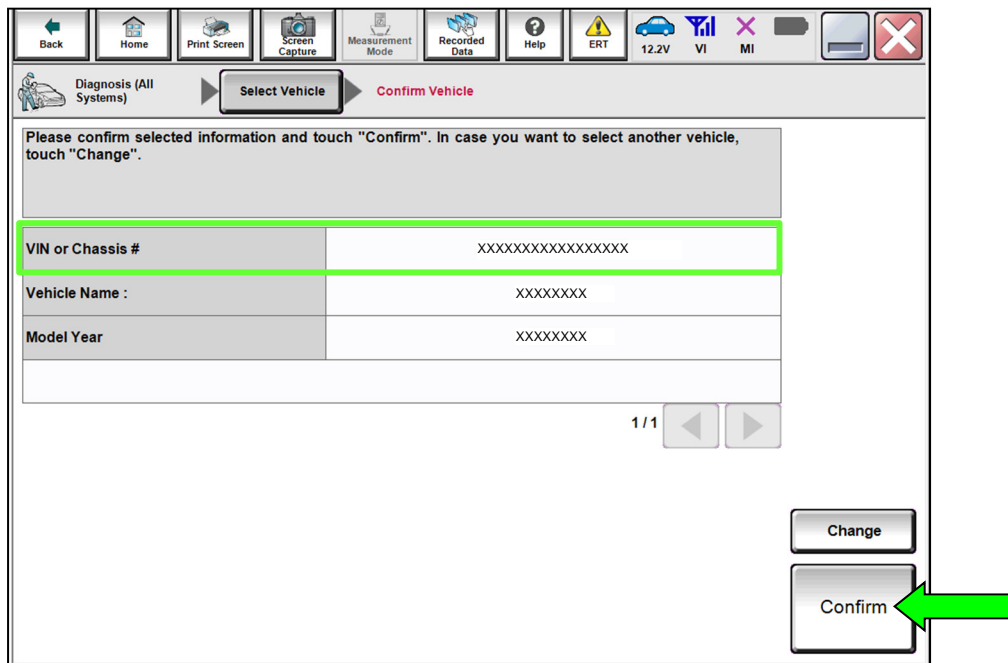 Back
Home
Print Screen
Screen
Capture
Measurement
Mode
Recorded
Data
Help
ERT
12.2V
VI
MI
Diagnosis (All
Systems)
Select Vehicle
Confirm Vehicle
Please confirm selected information and touch "Confirm". In case you want to select another vehicle,
touch "Change".
VIN or Chassis #
XXXXXXXXXXXXXXXXX
Vehicle Name :
XXXXXXXX
Model Year
XXXXXXXX
1 / 1
Change
Confirm